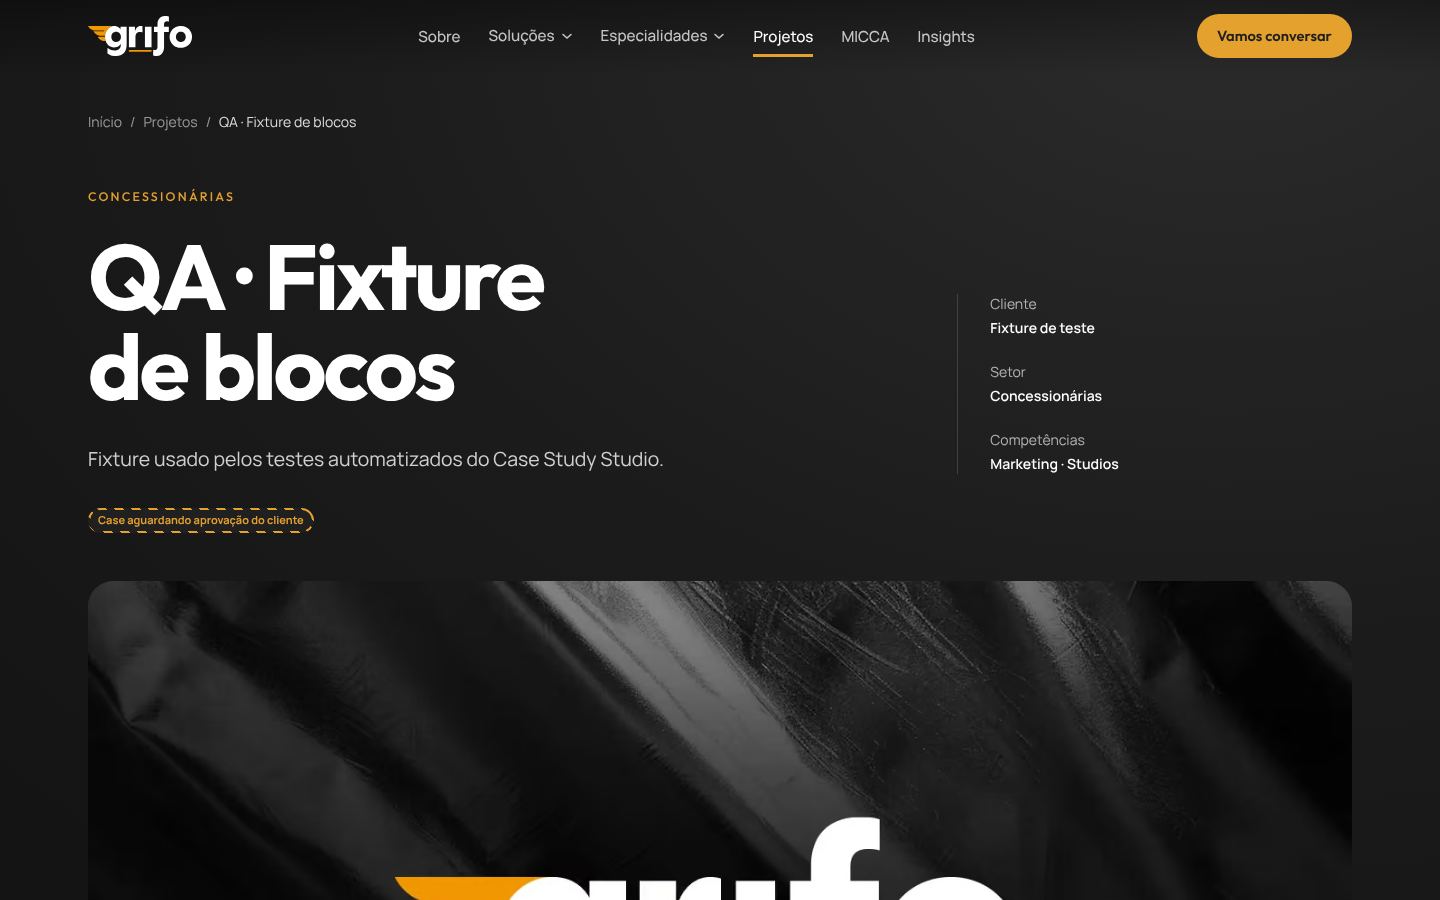 grifo
Sobre
Soluções
Especialidades
Projetos
MICCA
Insights
Vamos conversar
Início / Projetos / QA · Fixture de blocos
CONCESSIONÁRIAS
QA · Fixture
de blocos
Fixture usado pelos testes automatizados do Case Study Studio.
Case aguardando aprovação do cliente
Cliente
Fixture de teste
Setor
Concessionárias
Competências
Marketing · Studios
grifo